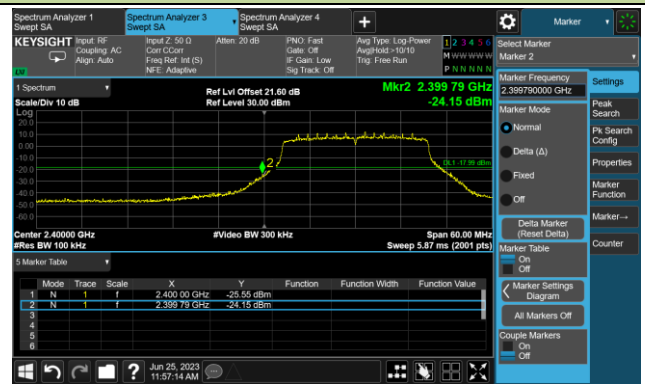 Spectrum Analyzer 1
Swept SA
Spectrum Analyzer 3
Swept SA
Spectrum Analyzer 4
Swept SA
Marker
KEYSIGHT
Input: RF
Coupling: AC
Align: Auto
Input Z: 50 Ω
Corr CCorr
Freq Ref: Int (S)
NFE: Adaptive
Atten: 20 dB
PNO: Fast
Gate: Off
IF Gain: Low
Sig Track: Off
Avg Type: Log-Power
Avg|Hold:>10/10
Trig: Free Run
1 2 3 4 5 6
M W W W W W
P N N N N N
LXI
Select Marker
Marker 2
1 Spectrum
Scale/Div 10 dB
Ref Lvl Offset 21.60 dB
Ref Level 30.00 dBm
Mkr2 2.399 79 GHz
-24.15 dBm
Log
20.0
10.0
0.00
-10.0
-20.0
-30.0
-40.0
-50.0
-60.0
2
DL1 -17.99 dBm
Center 2.40000 GHz
#Res BW 100 kHz
#Video BW 300 kHz
Span 60.00 MHz
Sweep 5.87 ms (2001 pts)
5 Marker Table
Mode Trace Scale X Y Function Function Width Function Value
1 N 1 f 2.400 00 GHz -25.55 dBm
2 N 1 f 2.399 79 GHz -24.15 dBm
3
4
5
6
Marker Frequency
2.399790000 GHz
Marker Mode
Normal
Delta (Δ)
Fixed
Off
Delta Marker
(Reset Delta)
Marker Table
On
Off
Marker Settings
Diagram
All Markers Off
Couple Markers
On
Off
Settings
Peak
Search
Pk Search
Config
Properties
Marker
Function
Marker→
Counter
Jun 25, 2023
11:57:14 AM